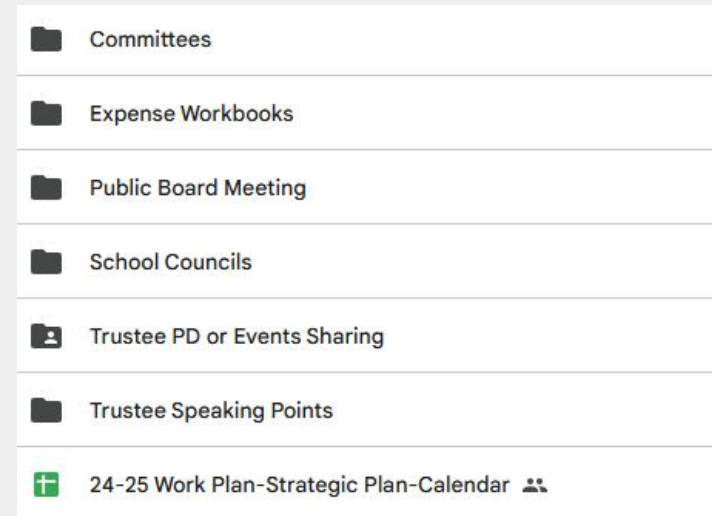 Committees
Expense Workbooks
Public Board Meeting
School Councils
Trustee PD or Events Sharing
Trustee Speaking Points
24-25 Work Plan-Strategic Plan-Calendar